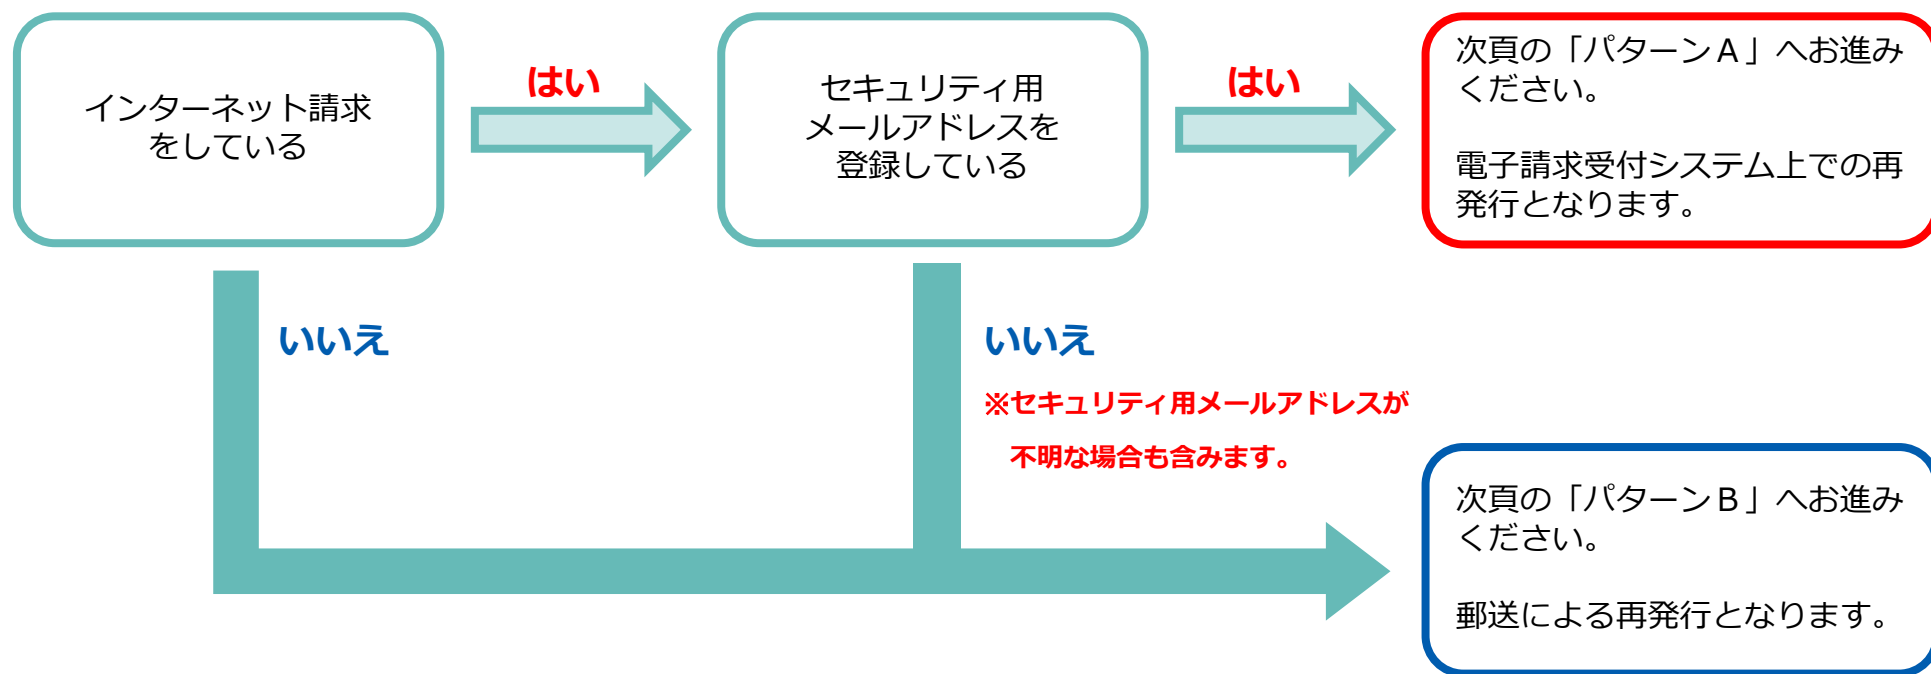 インターネット請求
をしている
はい
セキュリティ用
メールアドレスを
登録している
はい
次頁の「パターンＡ」へお進み
ください。
電子請求受付システム上での再
発行となります。
いいえ
いいえ
※セキュリティ用メールアドレスが
不明な場合も含みます。
次頁の「パターンＢ」へお進み
ください。
郵送による再発行となります。